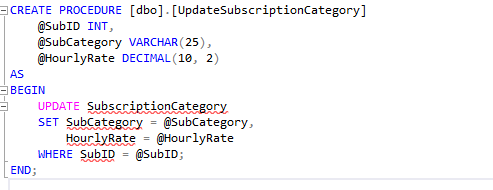 CREATE PROCEDURE [dbo].[UpdateSubscriptionCategory]
    @SubID INT,
    @SubCategory VARCHAR(25),
    @HourlyRate DECIMAL(10, 2)
AS
BEGIN
    UPDATE SubscriptionCategory
    SET SubCategory = @SubCategory,
        HourlyRate = @HourlyRate
    WHERE SubID = @SubID;
END;